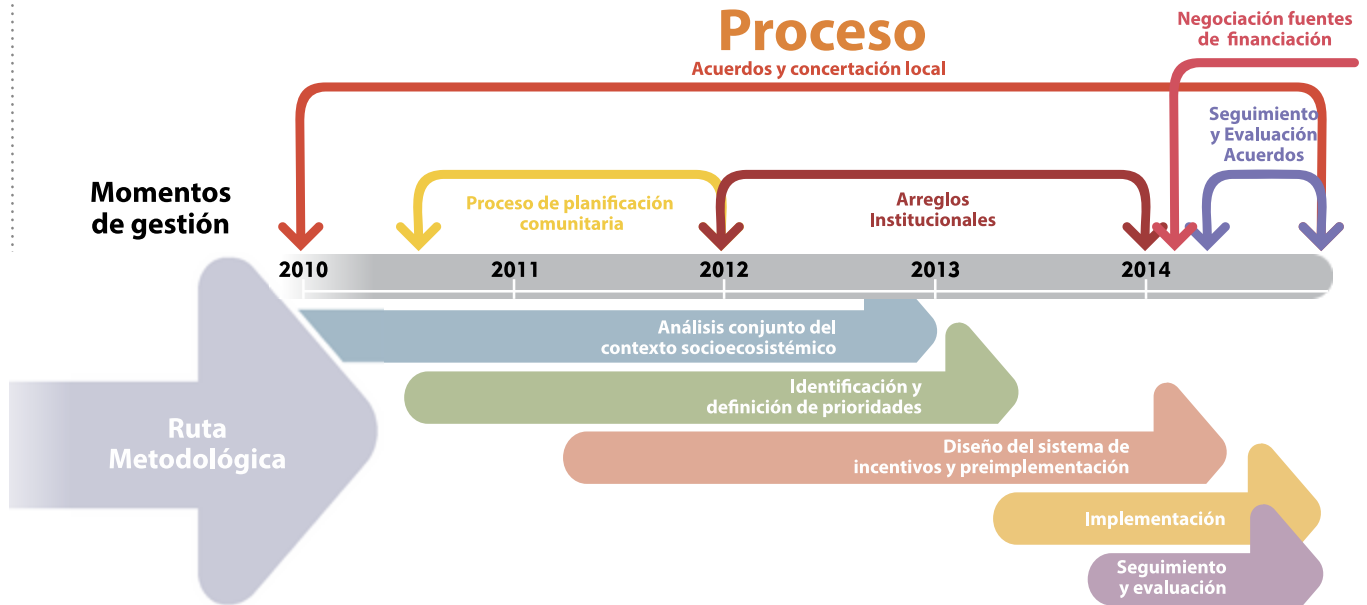 Proceso
Acuerdos y concertación local
Negociación fuentes
de financiación
Seguimiento
y Evaluación
Acuerdos
Momentos
de gestión
Proceso de planificación
comunitaria
Arreglos
Institucionales
2010 2011 2012 2013 2014
Análisis conjunto del
contexto socioecosistémico
Identificación y
definición de prioridades
Ruta
Metodológica
Diseño del sistema de
incentivos y preimplementación
Implementación
Seguimiento
y evaluación